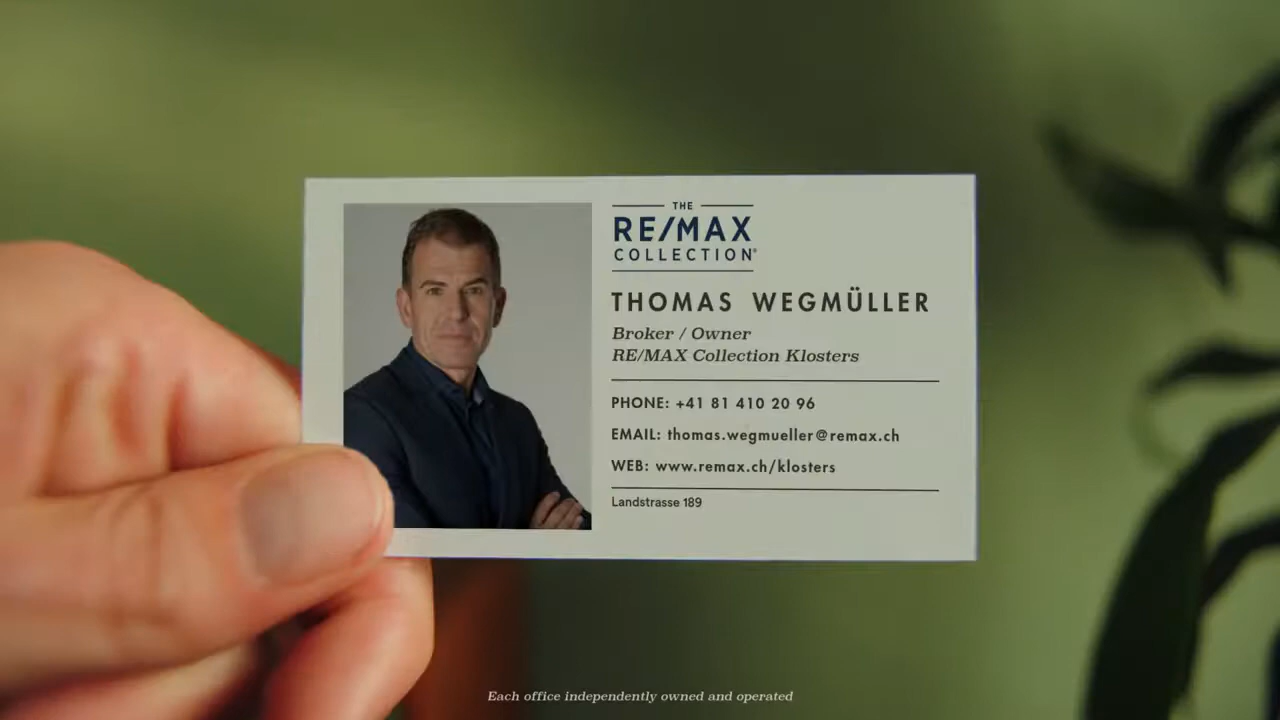 THE
RE/MAX
COLLECTION®
THOMAS WEGMÜLLER
Broker / Owner
RE/MAX Collection Klosters
PHONE: +41 81 410 20 96
EMAIL: thomas.wegmueller@remax.ch
WEB: www.remax.ch/klosters
Landstrasse 189
Each office independently owned and operated